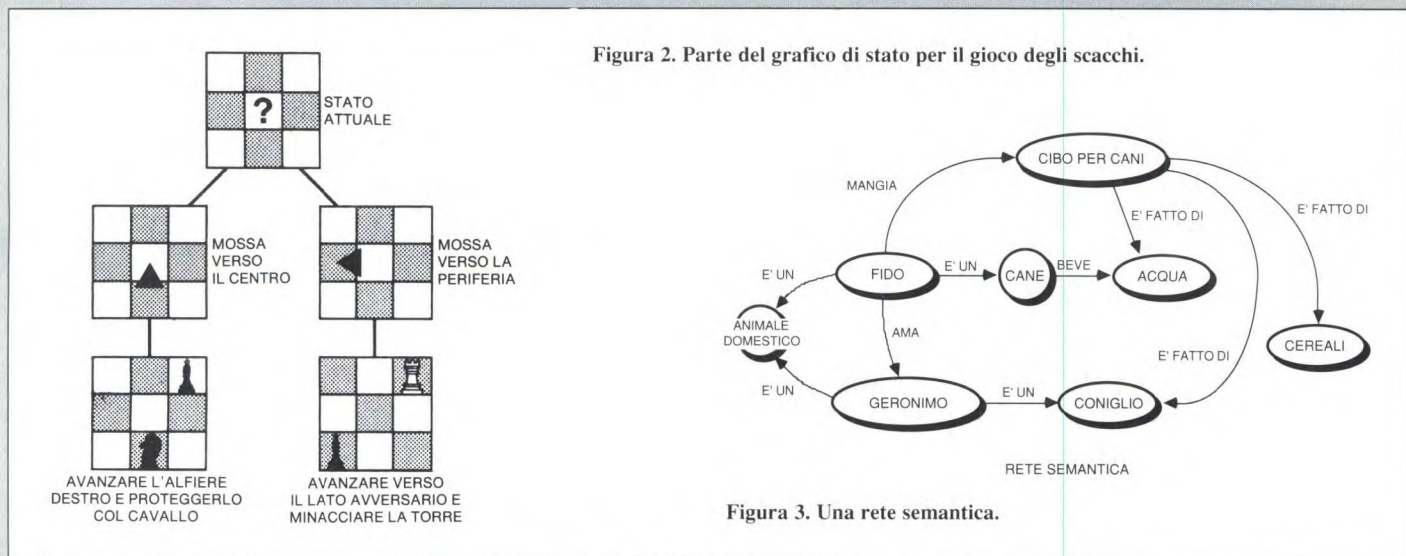 Figura 2. Parte del grafico di stato per il gioco degli scacchi.
?
STATO
ATTUALE
MOSSA
VERSO
IL CENTRO
MOSSA
VERSO LA
PERIFERIA
AVANZARE L'ALFIERE
DESTRO E PROTEGGERLO
COL CAVALLO
AVANZARE VERSO
IL LATO AVVERSARIO E
MINACCIARE LA TORRE
CIBO PER CANI
MANGIA
E' FATTO DI
E' FATTO DI
E' UN
FIDO
E' UN
CANE
BEVE
ACQUA
ANIMALE
DOMESTICO
AMA
E' FATTO DI
CEREALI
E' UN
GERONIMO
E' UN
CONIGLIO
RETE SEMANTICA
Figura 3. Una rete semantica.